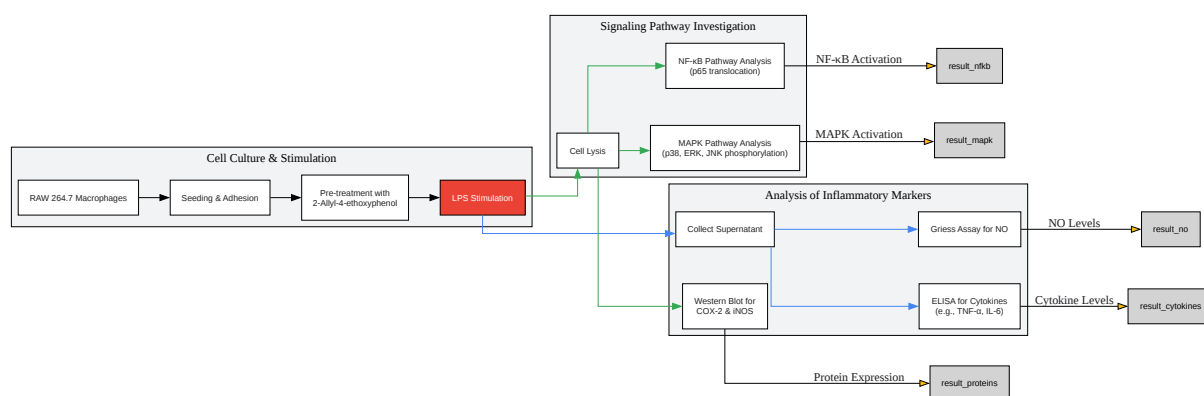 Signaling Pathway Investigation
NF-κB Pathway Analysis
(p65 translocation)
NF-κB Activation
result_nfkb
Cell Lysis
MAPK Pathway Analysis
(p38, ERK, JNK phosphorylation)
MAPK Activation
result_mapk
Cell Culture & Stimulation
RAW 264.7 Macrophages
Seeding & Adhesion
Pre-treatment with
2-Allyl-4-ethoxyphenol
LPS Stimulation
Analysis of Inflammatory Markers
Collect Supernatant
Griess Assay for NO
NO Levels
result_no
Western Blot for
COX-2 & iNOS
ELISA for Cytokines
(e.g., TNF-α, IL-6)
Cytokine Levels
result_cytokines
Protein Expression
result_proteins